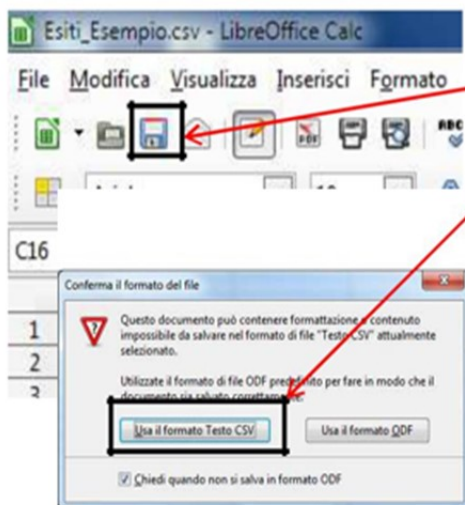 Esiti_Esempio.csv - LibreOffice Calc
File Modifica Visualizza Inserisci Formato
PDF ABC
C16
Conferma il formato del file
1
2
3
Questo documento può contenere formattazione o contenuto
impossibile da salvare nel formato di file "Testo CSV" attualmente
selezionato.
Utilizzate il formato di file ODF predefinito per fare in modo che il
documento sia salvato correttamente.
Usa il formato Testo CSV Usa il formato ODF
Chiedi quando non si salva in formato ODF